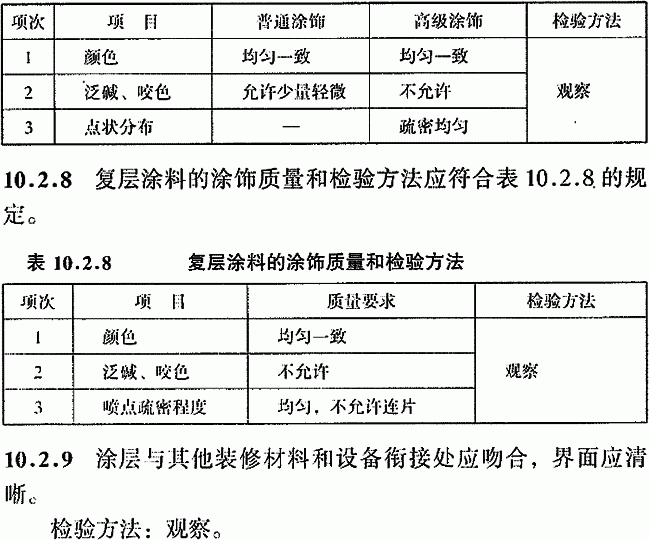 项次 项 目 普通涂饰 高级涂饰 检验方法
1 颜色 均匀一致 均匀一致 观察
2 泛碱、咬色 允许少量轻微 不允许
3 点状分布 — 疏密均匀
10.2.8 复层涂料的涂饰质量和检验方法应符合表10.2.8的规
定。
表 10.2.8 复层涂料的涂饰质量和检验方法
项次 项 目 质量要求 检验方法
1 颜色 均匀一致 观察
2 泛碱、咬色 不允许
3 喷点疏密程度 均匀，不允许连片
10.2.9 涂层与其他装修材料和设备衔接处应吻合，界面应清
晰。
检验方法：观察。